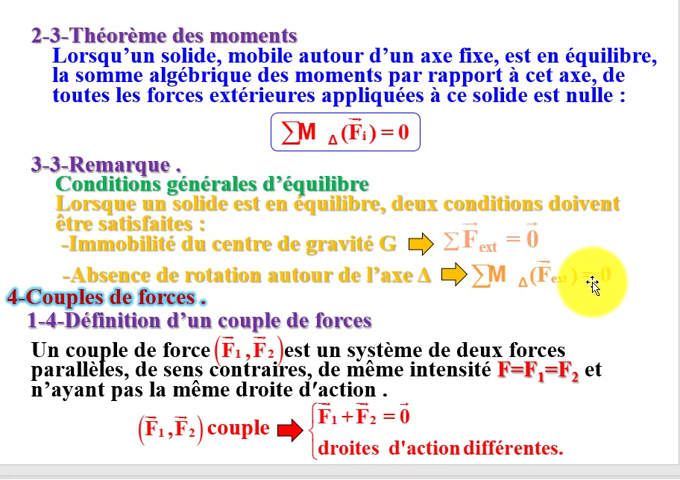 2-3-Théorème des moments
Lorsqu'un solide, mobile autour d'un axe fixe, est en équilibre,
la somme algébrique des moments par rapport à cet axe, de
toutes les forces extérieures appliquées à ce solide est nulle :
∑M Δ (F⃗i) = 0
3-3-Remarque .
Conditions générales d'équilibre
Lorsque un solide est en équilibre, deux conditions doivent
être satisfaites :
-Immobilité du centre de gravité G ➡ ∑F⃗ext = 0⃗
-Absence de rotation autour de l'axe Δ ➡ ∑M Δ (F⃗ext) = 0
4-Couples de forces .
1-4-Définition d'un couple de forces
Un couple de force (F⃗1 , F⃗2) est un système de deux forces
parallèles, de sens contraires, de même intensité F=F1=F2 et
n'ayant pas la même droite d'action .
(F⃗1 , F⃗2) couple ➡ { F⃗1 + F⃗2 = 0⃗
droites d'action différentes.